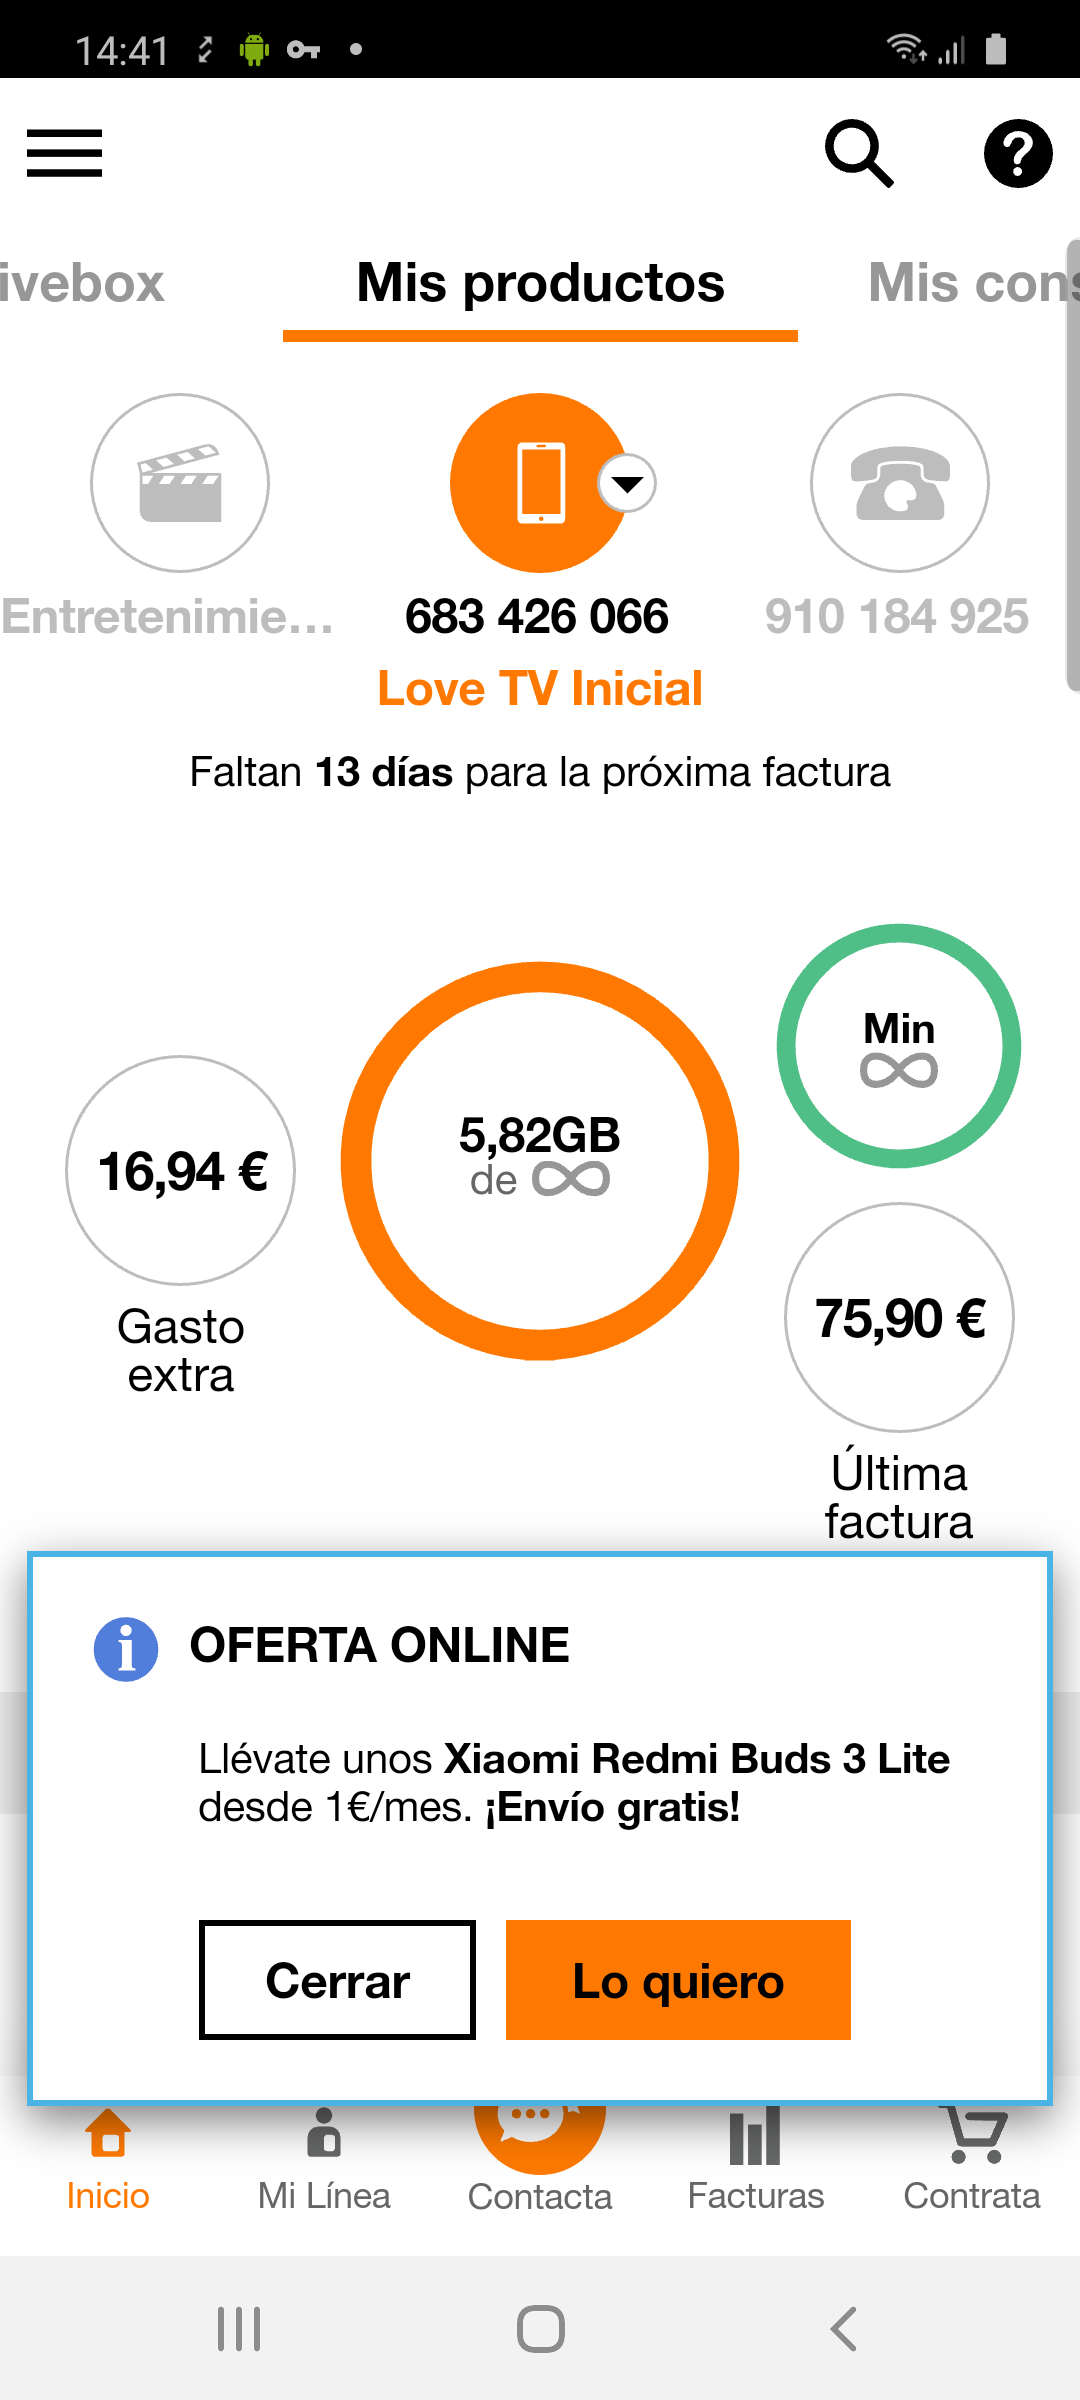 14:41
ivebox
Mis productos
Mis cons
Entretenimie...
683 426 066
910 184 925
Love TV Inicial
Faltan 13 días para la próxima factura
Min
5,82GB
de
16,94 €
Gasto
extra
75,90 €
Última
factura
OFERTA ONLINE
Llévate unos Xiaomi Redmi Buds 3 Lite
desde 1€/mes. ¡Envío gratis!
Cerrar
Lo quiero
Inicio
Mi Línea
Contacta
Facturas
Contrata